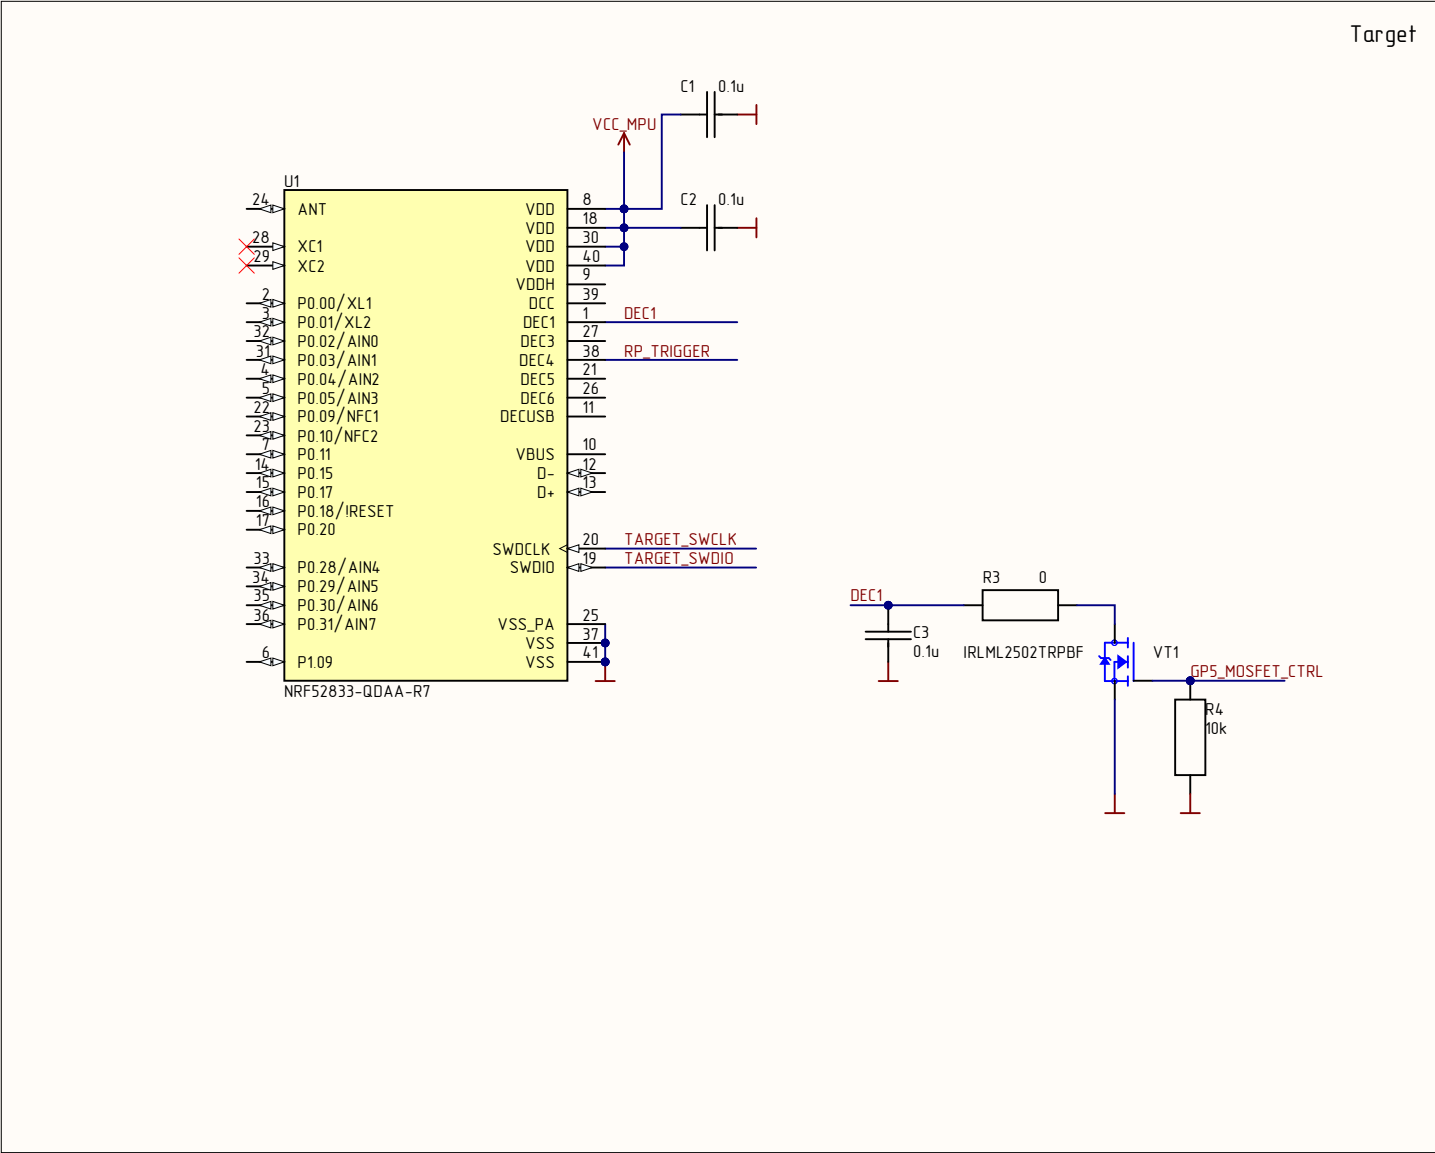 Target
C1 0.1u
VCC_MPU
U1
C2 0.1u
24 ANT VDD 8
VDD 18
28 XC1 VDD 30
29 XC2 VDD 40
VDDH 9
2 P0.00/XL1 DCC 39
3 P0.01/XL2 DEC1 1 DEC1
32 P0.02/AIN0 DEC3 27
31 P0.03/AIN1 DEC4 38 RP_TRIGGER
4 P0.04/AIN2 DEC5 21
5 P0.05/AIN3 DEC6 26
22 P0.09/NFC1 DECUSB 11
23 P0.10/NFC2
7 P0.11 VBUS 10
14 P0.15 D- 12
15 P0.17 D+ 13
16 P0.18/!RESET
17 P0.20
SWDCLK 20 TARGET_SWCLK
33 P0.28/AIN4 SWDIO 19 TARGET_SWDIO
34 P0.29/AIN5
35 P0.30/AIN6
36 P0.31/AIN7 VSS_PA 25
VSS 37
6 P1.09 VSS 41
NRF52833-QDAA-R7
R3 0
DEC1
C3
0.1u
IRLML2502TRPBF VT1
GP5_MOSFET_CTRL
R4
10k